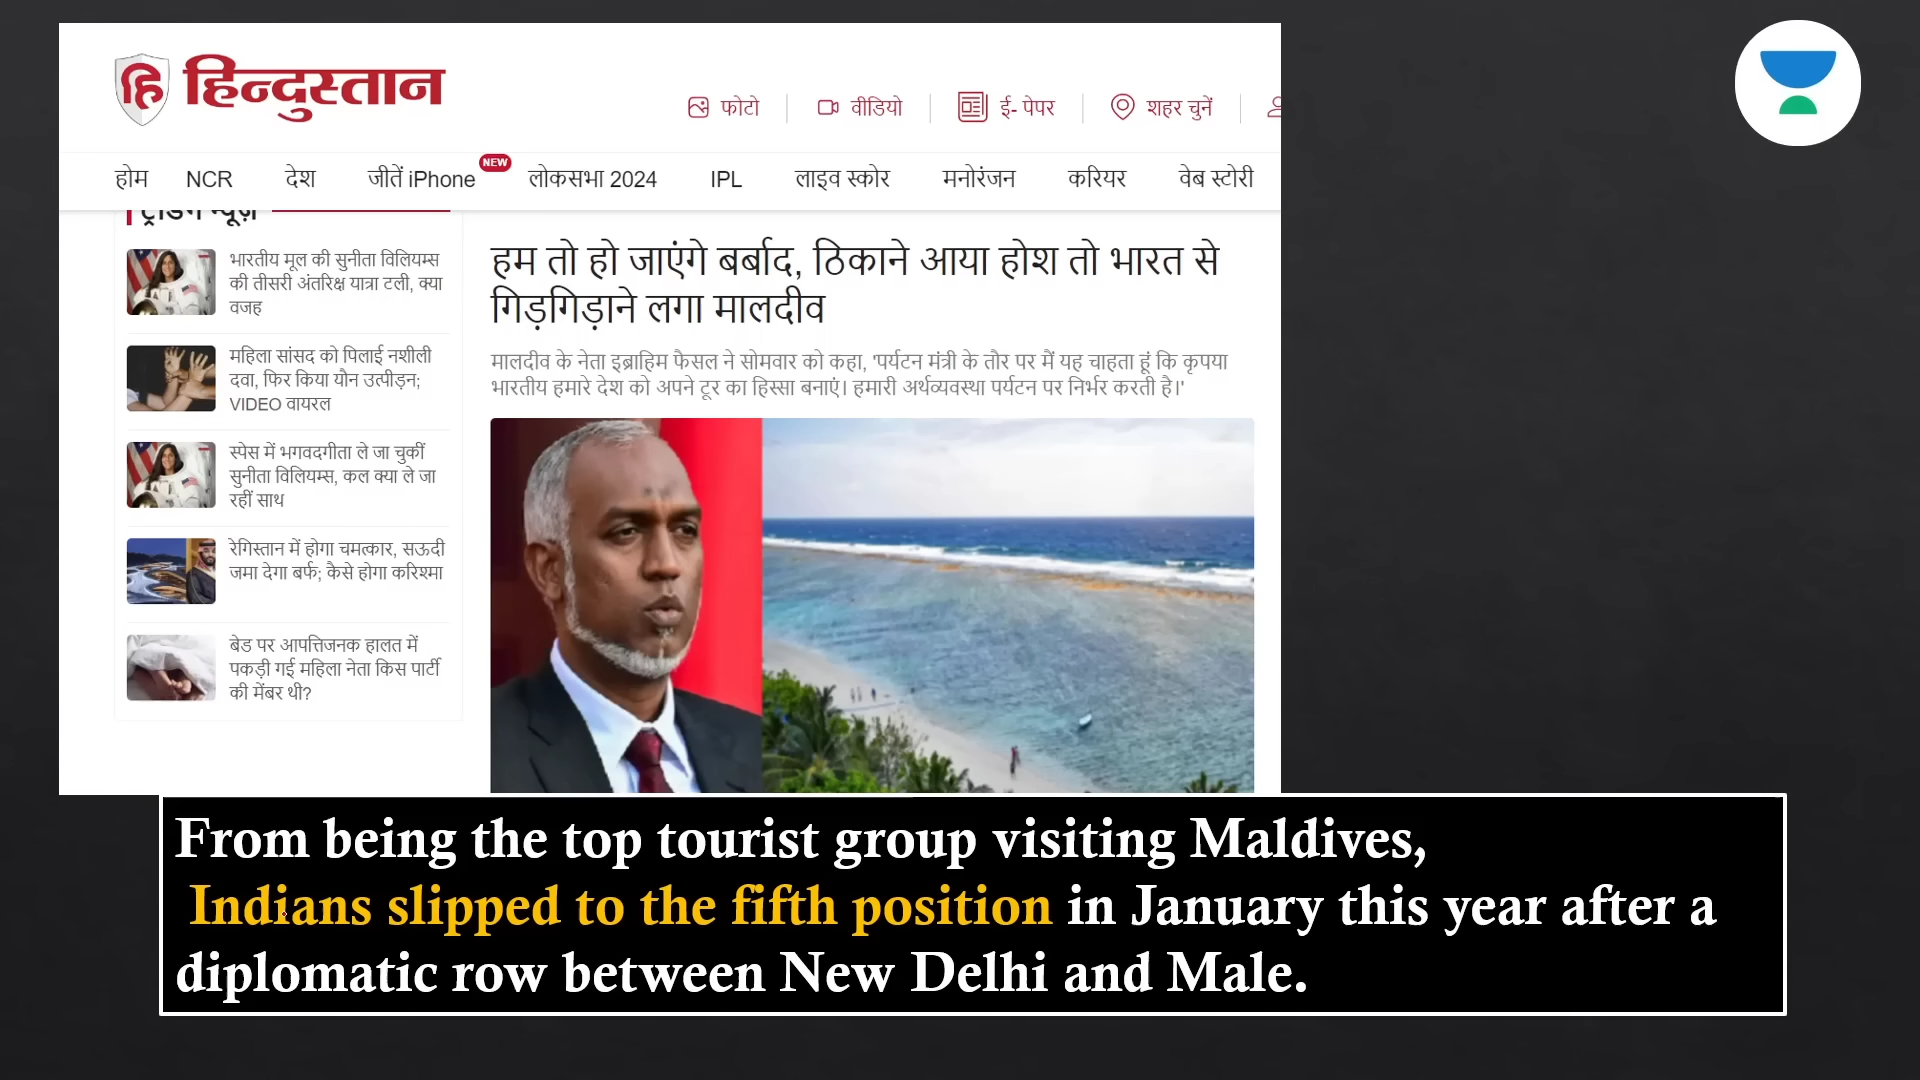 हिन्दुस्तान
फोटो
वीडियो
ई- पेपर
शहर चुनें
होम
NCR
देश
जीतें iPhone
NEW
लोकसभा 2024
IPL
लाइव स्कोर
मनोरंजन
करियर
वेब स्टोरी
ट्रेंडिंग न्यूज़
भारतीय मूल की सुनीता विलियम्स
की तीसरी अंतरिक्ष यात्रा टली, क्या
वजह
महिला सांसद को पिलाई नशीली
दवा, फिर किया यौन उत्पीड़न;
VIDEO वायरल
स्पेस में भगवदगीता ले जा चुकीं
सुनीता विलियम्स, कल क्या ले जा
रहीं साथ
रेगिस्तान में होगा चमत्कार, सऊदी
जमा देगा बर्फ; कैसे होगा करिश्मा
बेड पर आपत्तिजनक हालत में
पकड़ी गई महिला नेता किस पार्टी
की मेंबर थी?
हम तो हो जाएंगे बर्बाद, ठिकाने आया होश तो भारत से
गिड़गिड़ाने लगा मालदीव
मालदीव के नेता इब्राहिम फैसल ने सोमवार को कहा, 'पर्यटन मंत्री के तौर पर मैं यह चाहता हूं कि कृपया
भारतीय हमारे देश को अपने टूर का हिस्सा बनाएं। हमारी अर्थव्यवस्था पर्यटन पर निर्भर करती है।'
From being the top tourist group visiting Maldives,
Indians slipped to the fifth position in January this year after a
diplomatic row between New Delhi and Male.